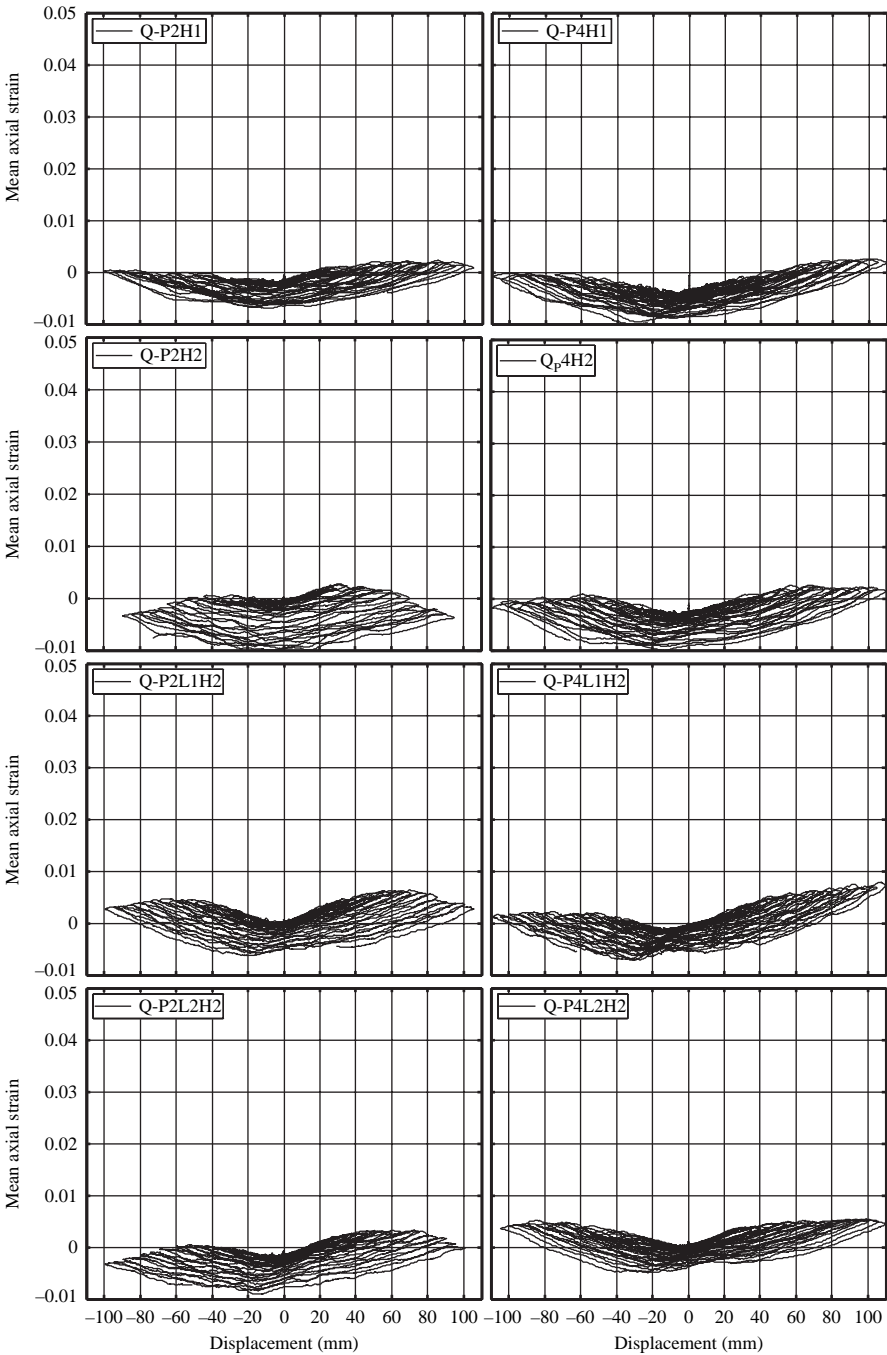 0.05
Q-P2H1
Q-P4H1
0.04
0.03
0.02
0.01
0
–0.01
Mean axial strain
0.05
Q-P2H2
QP4H2
0.04
0.03
0.02
0.01
0
–0.01
Mean axial strain
0.05
Q-P2L1H2
Q-P4L1H2
0.04
0.03
0.02
0.01
0
–0.01
Mean axial strain
0.05
Q-P2L2H2
Q-P4L2H2
0.04
0.03
0.02
0.01
0
–0.01
Mean axial strain
–100 –80 –60 –40 –20 0 20 40 60 80 100
–100 –80 –60 –40 –20 0 20 40 60 80 100
Displacement (mm)
Displacement (mm)